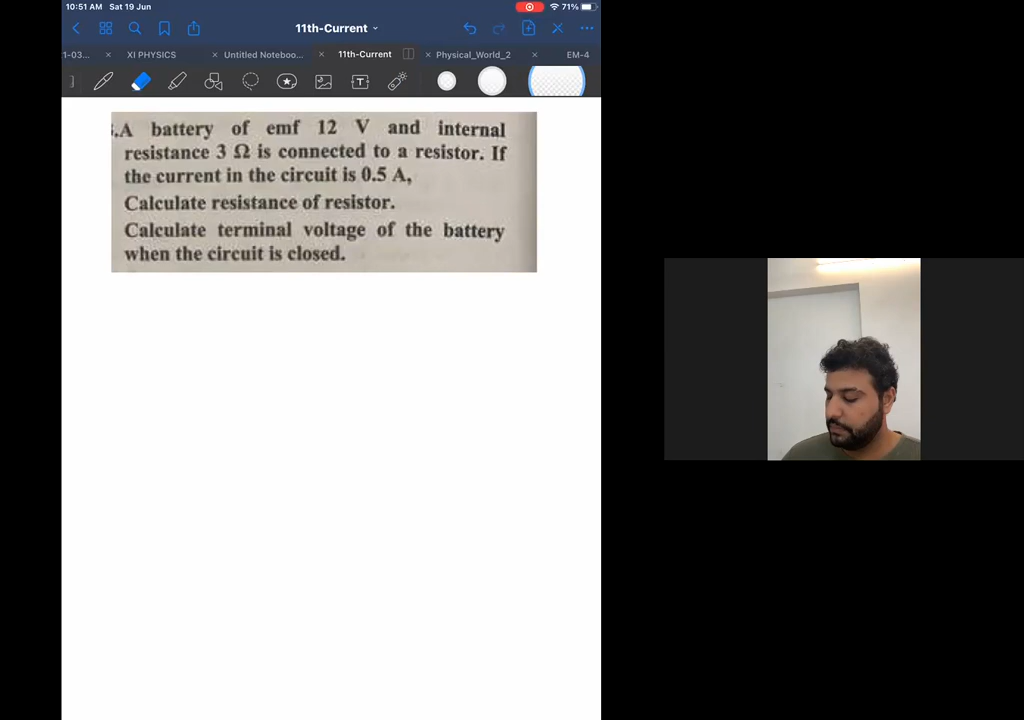 10:51 AM Sat 19 Jun
71%
11th-Current
1-03...
XI PHYSICS
Untitled Noteboo...
11th-Current
Physical_World_2
EM-4
A battery of emf 12 V and internal
resistance 3 Ω is connected to a resistor. If
the current in the circuit is 0.5 A,
Calculate resistance of resistor.
Calculate terminal voltage of the battery
when the circuit is closed.